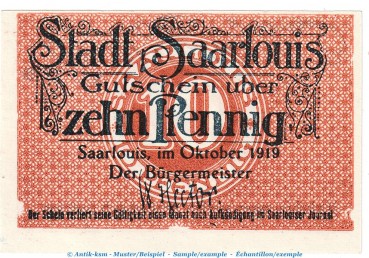 Stadt Saarlouis
Gutschein über
zehn Pfennig
10
Saarlouis, im Oktober 1919
Der Bürgermeister
Der Schein verliert seine Gültigkeit einen Monat nach Aufkündigung im Saarlouiser Journal
© Antik-ksm - Muster/Beispiel - Sample/example - Échantillon/exemple